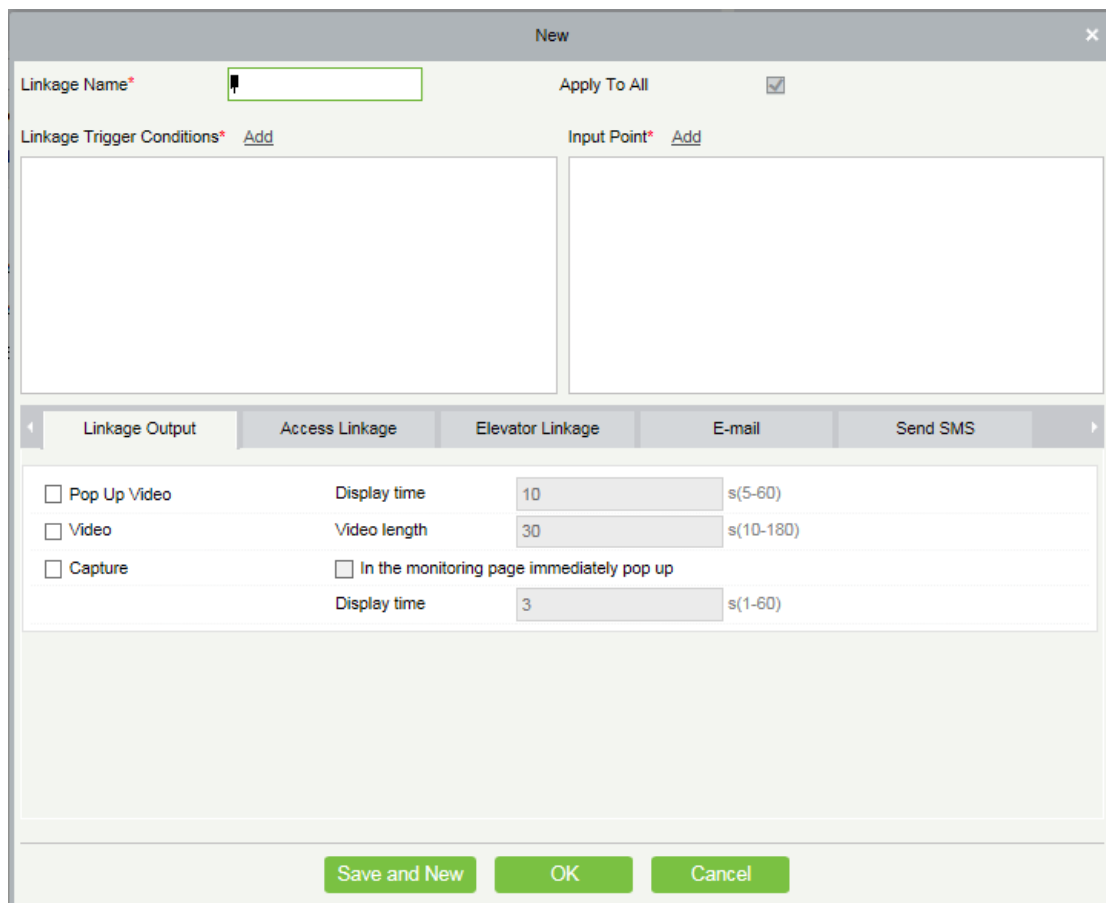 New
Linkage Name* Apply To All
Linkage Trigger Conditions* Add Input Point* Add
Linkage Output Access Linkage Elevator Linkage E-mail Send SMS
Pop Up Video Display time 10 s(5-60)
Video Video length 30 s(10-180)
Capture In the monitoring page immediately pop up
Display time 3 s(1-60)
Save and New OK Cancel